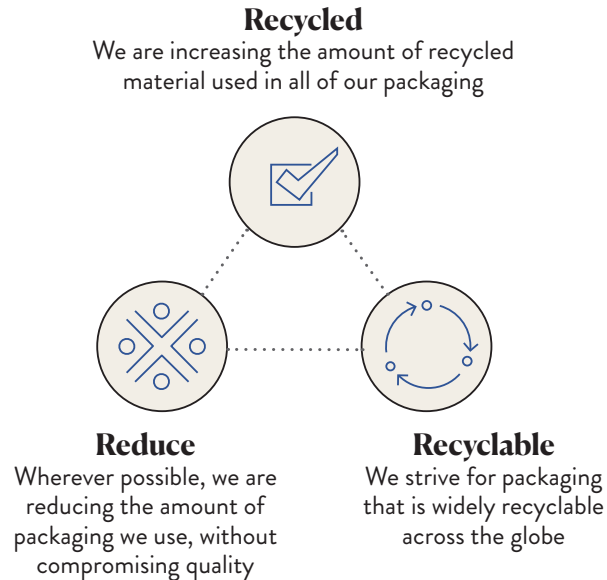 Recycled
We are increasing the amount of recycled
material used in all of our packaging
Reduce
Wherever possible, we are
reducing the amount of
packaging we use, without
compromising quality
Recyclable
We strive for packaging
that is widely recyclable
across the globe